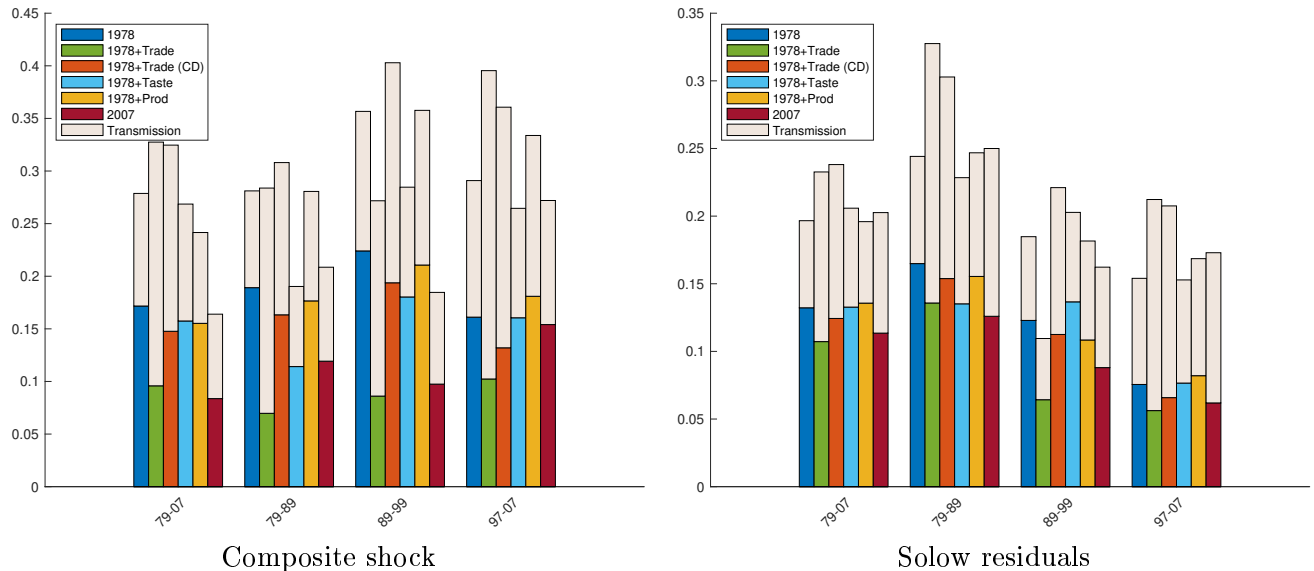 0.45
0.4
0.35
0.3
0.25
0.2
0.15
0.1
0.05
0
1978
1978+Trade
1978+Trade (CD)
1978+Taste
1978+Prod
2007
Transmission
79-07
79-89
89-99
97-07
Composite shock
0.35
0.3
0.25
0.2
0.15
0.1
0.05
0
1978
1978+Trade
1978+Trade (CD)
1978+Taste
1978+Prod
2007
Transmission
79-07
79-89
89-99
97-07
Solow residuals